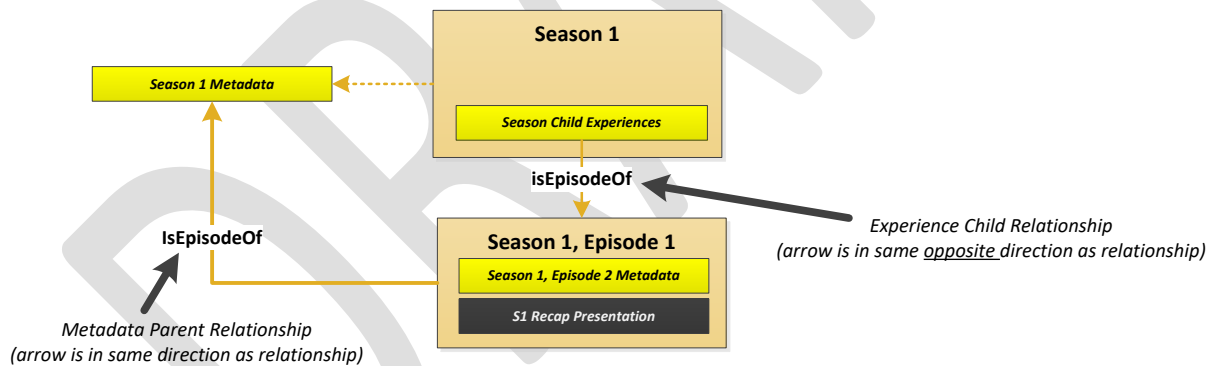 Season 1
Season 1 Metadata
Season Child Experiences
isEpisodeOf
Experience Child Relationship
(arrow is in same opposite direction as relationship)
IsEpisodeOf
Season 1, Episode 1
Season 1, Episode 2 Metadata
S1 Recap Presentation
Metadata Parent Relationship
(arrow is in same direction as relationship)